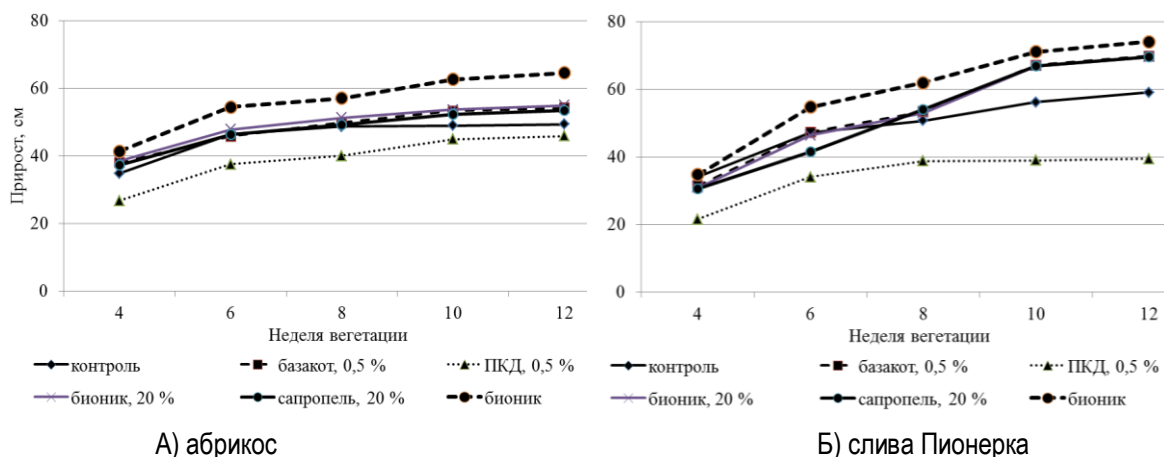 80
60
40
20
0
Прирост, см
4 6 8 10 12
Неделя вегетации
контроль базакот, 0,5 % ПКД, 0,5 %
бионик, 20 % сапропель, 20 % бионик
А) абрикос
80
60
40
20
0
4 6 8 10 12
Неделя вегетации
контроль базакот, 0,5 % ПКД, 0,5 %
бионик, 20 % сапропель, 20 % бионик
Б) слива Пионерка